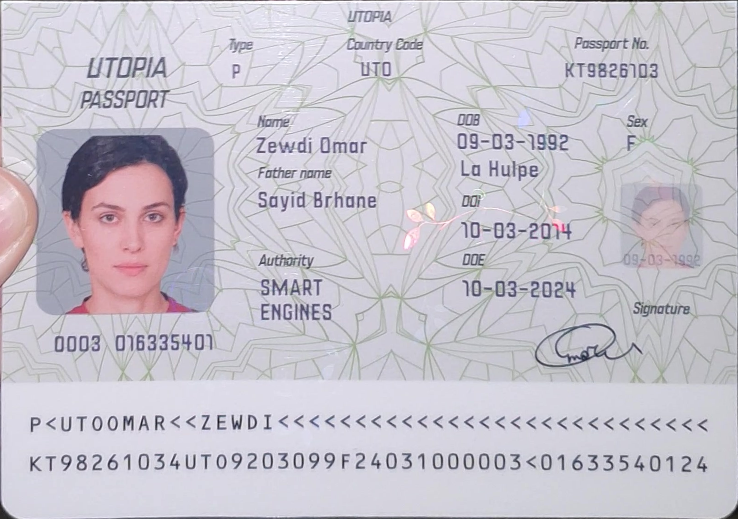 UTOPIA
UTOPIA
PASSPORT
Type
P
Country Code
UTO
Passport No.
KT9826103
Name
Zewdi Omar
Father name
Sayid Brhane
Authority
SMART
ENGINES
DOB
09-03-1992
La Hulpe
DOI
10-03-2014
DOE
10-03-2024
Sex
F
09-03-1992
Signature
Omar
0003 016335401
P<UTOOMAR<<ZEWDI<<<<<<<<<<<<<<<<<<<<<<<<<<<<
KT98261034UTO9203099F24031000003<01633540124